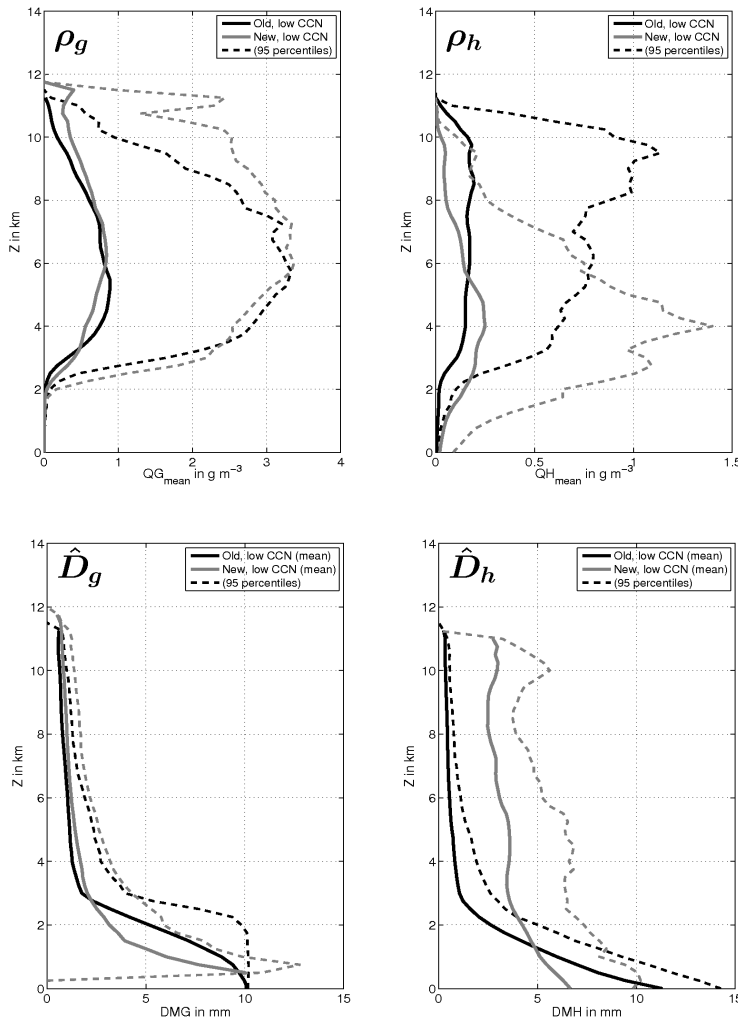 14
12
10
8
6
4
2
0
Z in km
ρg
Old, low CCN
New, low CCN
(95 percentiles)
0 1 2 3 4
QGmean in g m−3
14
12
10
8
6
4
2
0
Z in km
ρh
Old, low CCN
New, low CCN
(95 percentiles)
0 0.5 1 1.5
QHmean in g m−3
14
12
10
8
6
4
2
0
Z in km
D̂g
Old, low CCN (mean)
New, low CCN (mean)
(95 percentiles)
0 5 10 15
DMG in mm
14
12
10
8
6
4
2
0
Z in km
D̂h
Old, low CCN (mean)
New, low CCN (mean)
(95 percentiles)
0 5 10 15
DMH in mm